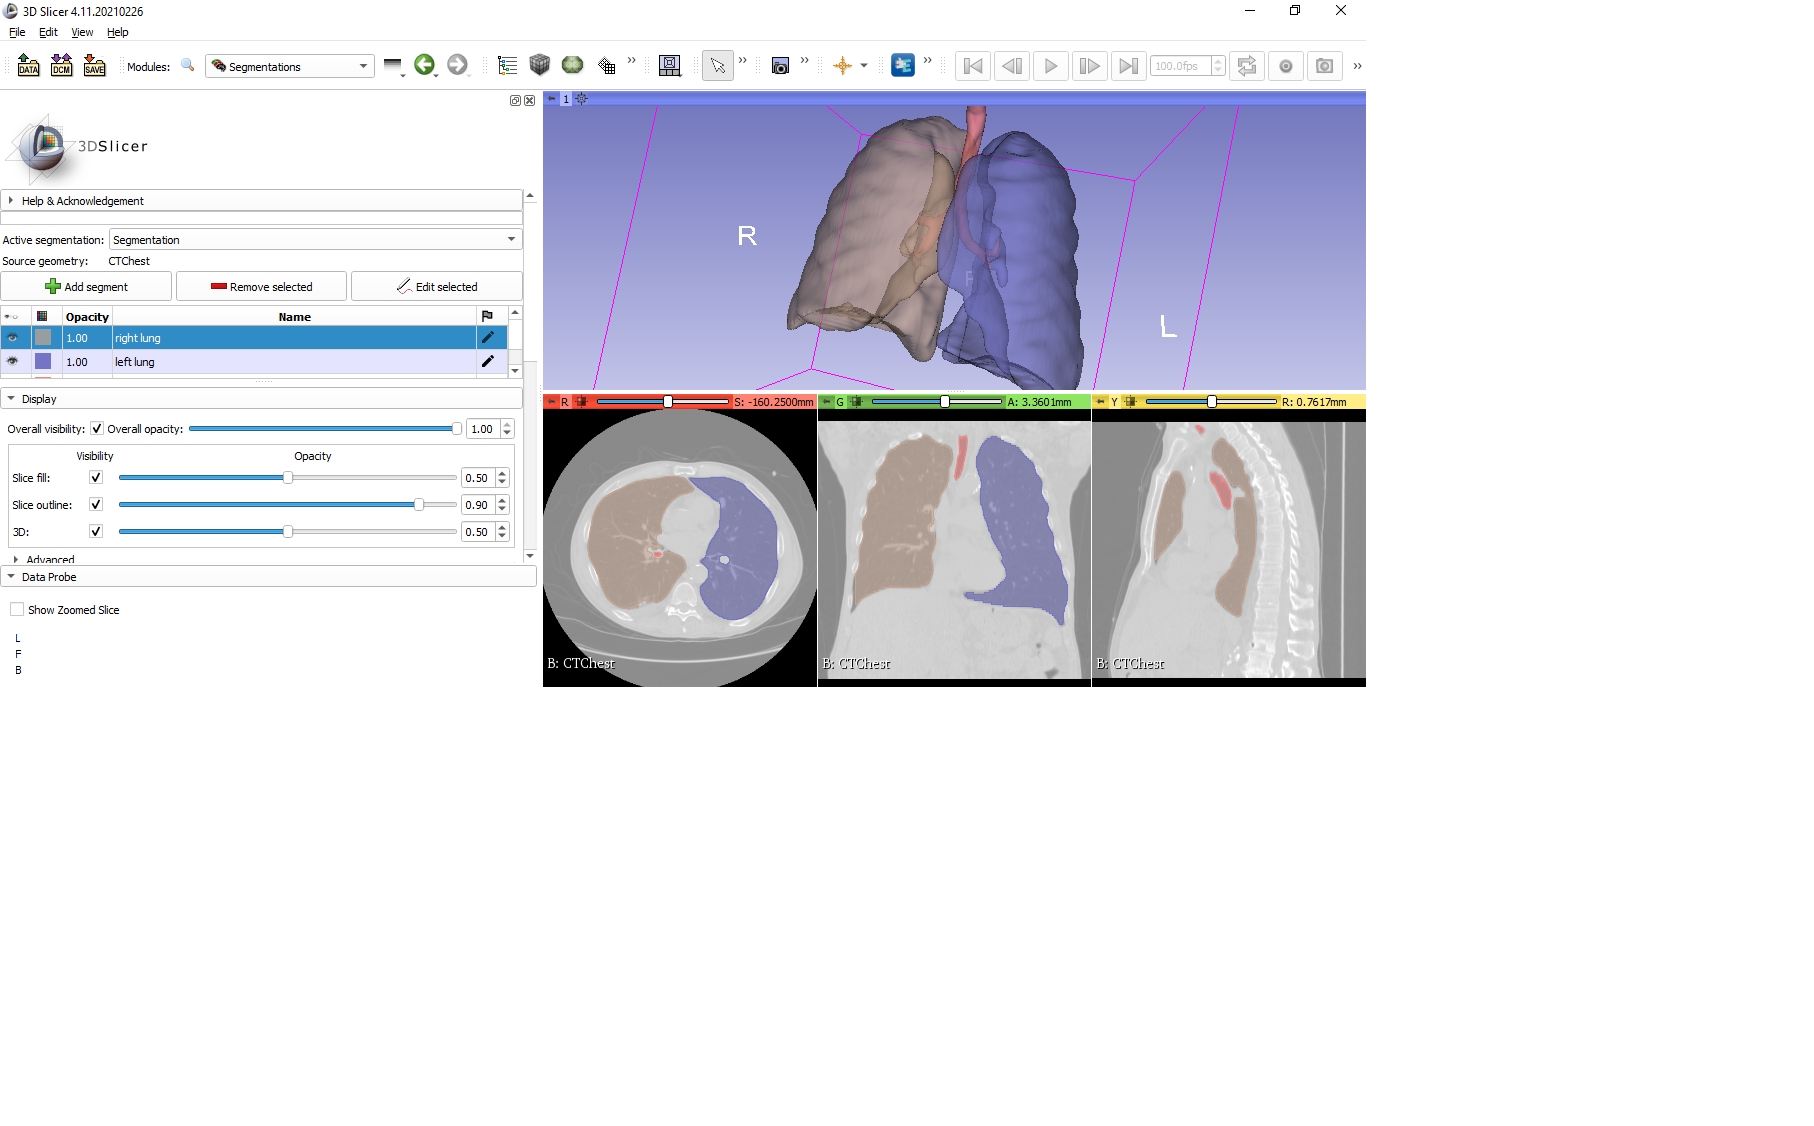 3D Slicer 4.11.20210226
File Edit View Help
DATA DCM SAVE Modules: Segmentations 100.0fps
1
3DSlicer
Help & Acknowledgement
Active segmentation: Segmentation
Source geometry: CTChest
Add segment Remove selected Edit selected
Opacity Name
1.00 right lung
1.00 left lung
Display
Overall visibility: Overall opacity: 1.00
Visibility Opacity
Slice fill: 0.50
Slice outline: 0.90
3D: 0.50
Advanced
Data Probe
Show Zoomed Slice
L
F
B
R
L
R S: -160.2500mm
G A: 3.3601mm
Y R: 0.7617mm
B: CTChest
B: CTChest
B: CTChest